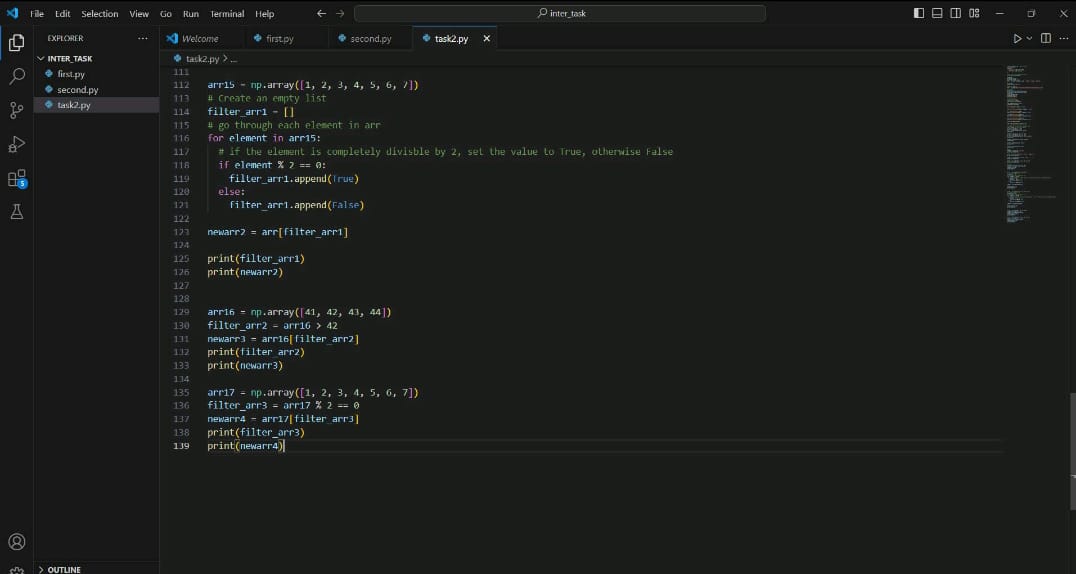 File Edit Selection View Go Run Terminal Help
inter_task
EXPLORER
INTER_TASK
first.py
second.py
task2.py
OUTLINE
5
Welcome first.py second.py task2.py
task2.py > ...
111
112 arr15 = np.array([1, 2, 3, 4, 5, 6, 7])
113 # Create an empty list
114 filter_arr1 = []
115 # go through each element in arr
116 for element in arr15:
117 # if the element is completely divisble by 2, set the value to True, otherwise False
118 if element % 2 == 0:
119 filter_arr1.append(True)
120 else:
121 filter_arr1.append(False)
122
123 newarr2 = arr[filter_arr1]
124
125 print(filter_arr1)
126 print(newarr2)
127
128
129 arr16 = np.array([41, 42, 43, 44])
130 filter_arr2 = arr16 > 42
131 newarr3 = arr16[filter_arr2]
132 print(filter_arr2)
133 print(newarr3)
134
135 arr17 = np.array([1, 2, 3, 4, 5, 6, 7])
136 filter_arr3 = arr17 % 2 == 0
137 newarr4 = arr17[filter_arr3]
138 print(filter_arr3)
139 print(newarr4)